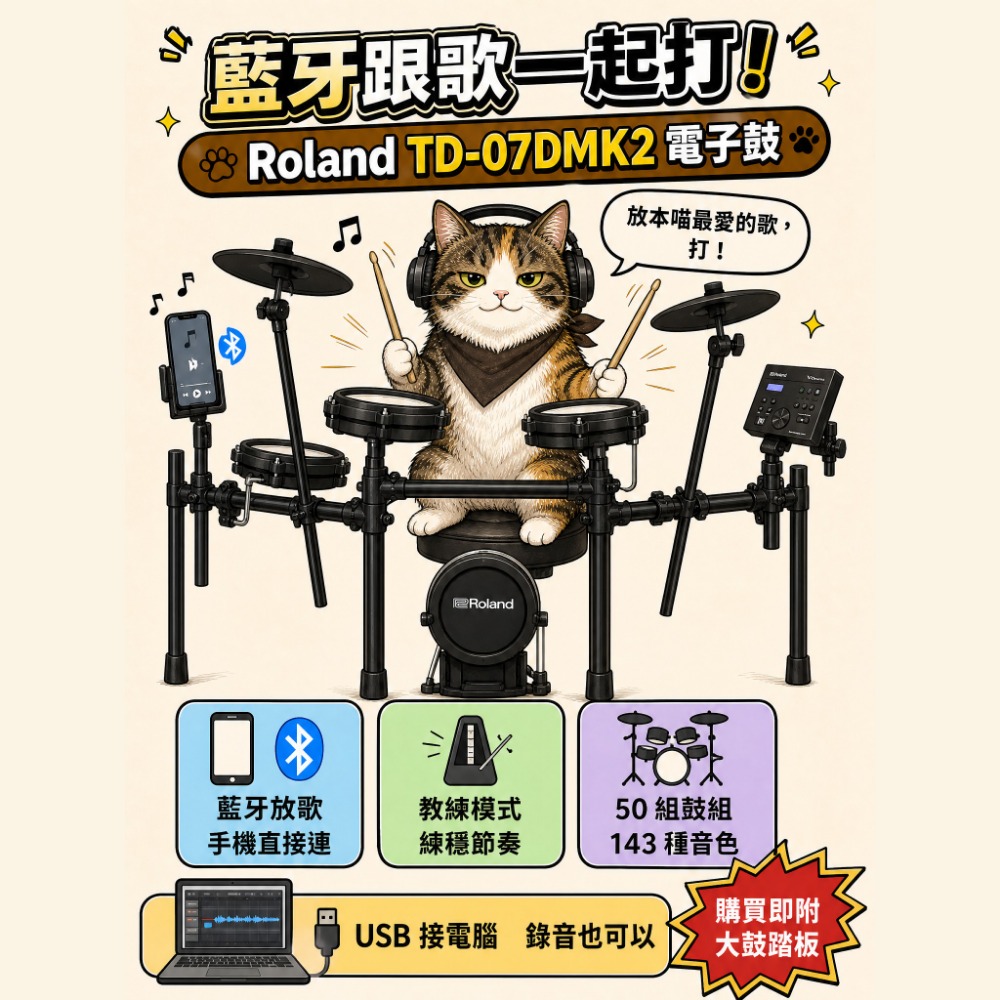 藍牙跟歌一起打!
Roland TD-07DMK2 電子鼓
放本喵最愛的歌，
打！
Roland
Roland
藍牙放歌
手機直接連
教練模式
練穩節奏
50 組鼓組
143 種音色
USB 接電腦 錄音也可以
購買即附
大鼓踏板